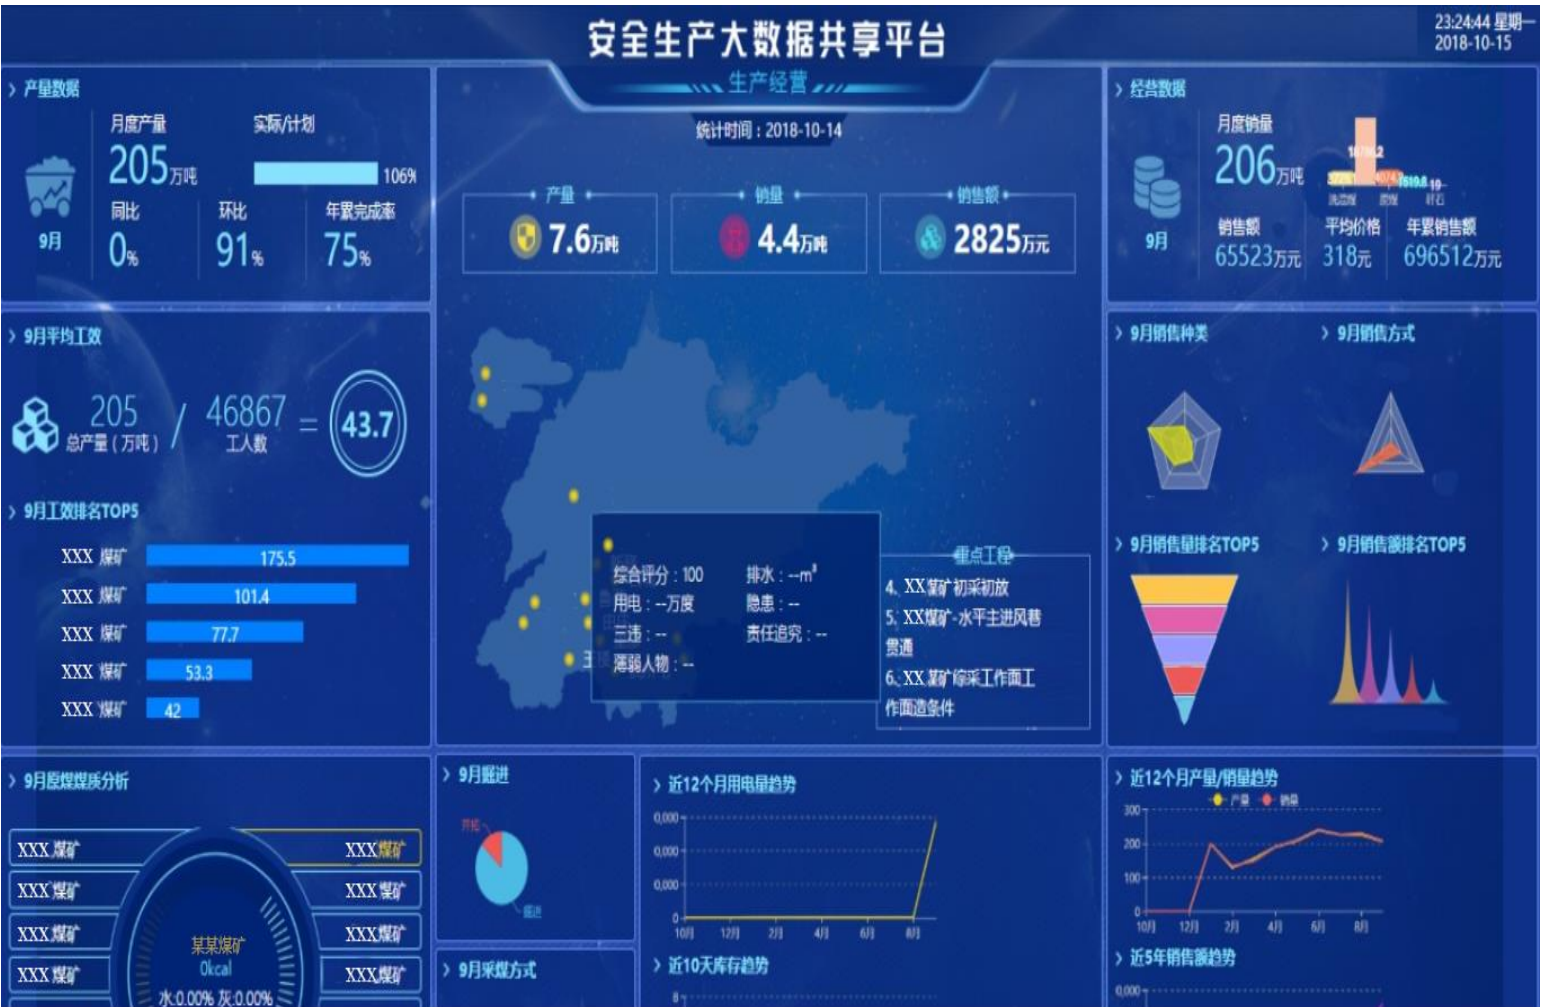 安全生产大数据共享平台
23:24:44 星期一
2018-10-15
生产经营
统计时间：2018-10-14
产量数据
月度产量
205万吨
实际/计划
106%
9月
同比
0%
环比
91%
年累完成率
75%
产量
7.6万吨
销量
4.4万吨
销售额
2825万元
经营数据
月度销量
206万吨
9月
销售额
65523万元
平均价格
318元
年累销售额
696512万元
9月平均工效
205
总产量（万吨）
/
46867
工人数
=
43.7
9月工效排名TOP5
XXX 煤矿 175.5
XXX 煤矿 101.4
XXX 煤矿 77.7
XXX 煤矿 53.3
XXX 煤矿 42
综合评分：100
排水：--m³
用电：--万度
隐患：--
三违：--
责任追究：--
薄弱人物：--
重点工程
4、XX煤矿初采初放
5、XX煤矿-水平主进风巷
贯通
6、XX煤矿综采工作面工
作面造条件
9月销售种类
9月销售方式
9月销售量排名TOP5
9月销售额排名TOP5
9月原煤煤质分析
XXX煤矿
XXX煤矿
XXX煤矿
XXX煤矿
XXX煤矿
XXX煤矿
XXX煤矿
XXX煤矿
某某煤矿
0kcal
水:0.00% 灰:0.00%
9月掘进
开拓
掘进
9月采煤方式
近12个月用电量趋势
0,000
0,000
0,000
0
10月 12月 2月 4月 6月 8月
近10天库存趋势
8
近12个月产量/销量趋势
产量 销量
300
200
100
0
10月 12月 2月 4月 6月 8月
近5年销售额趋势
0,000